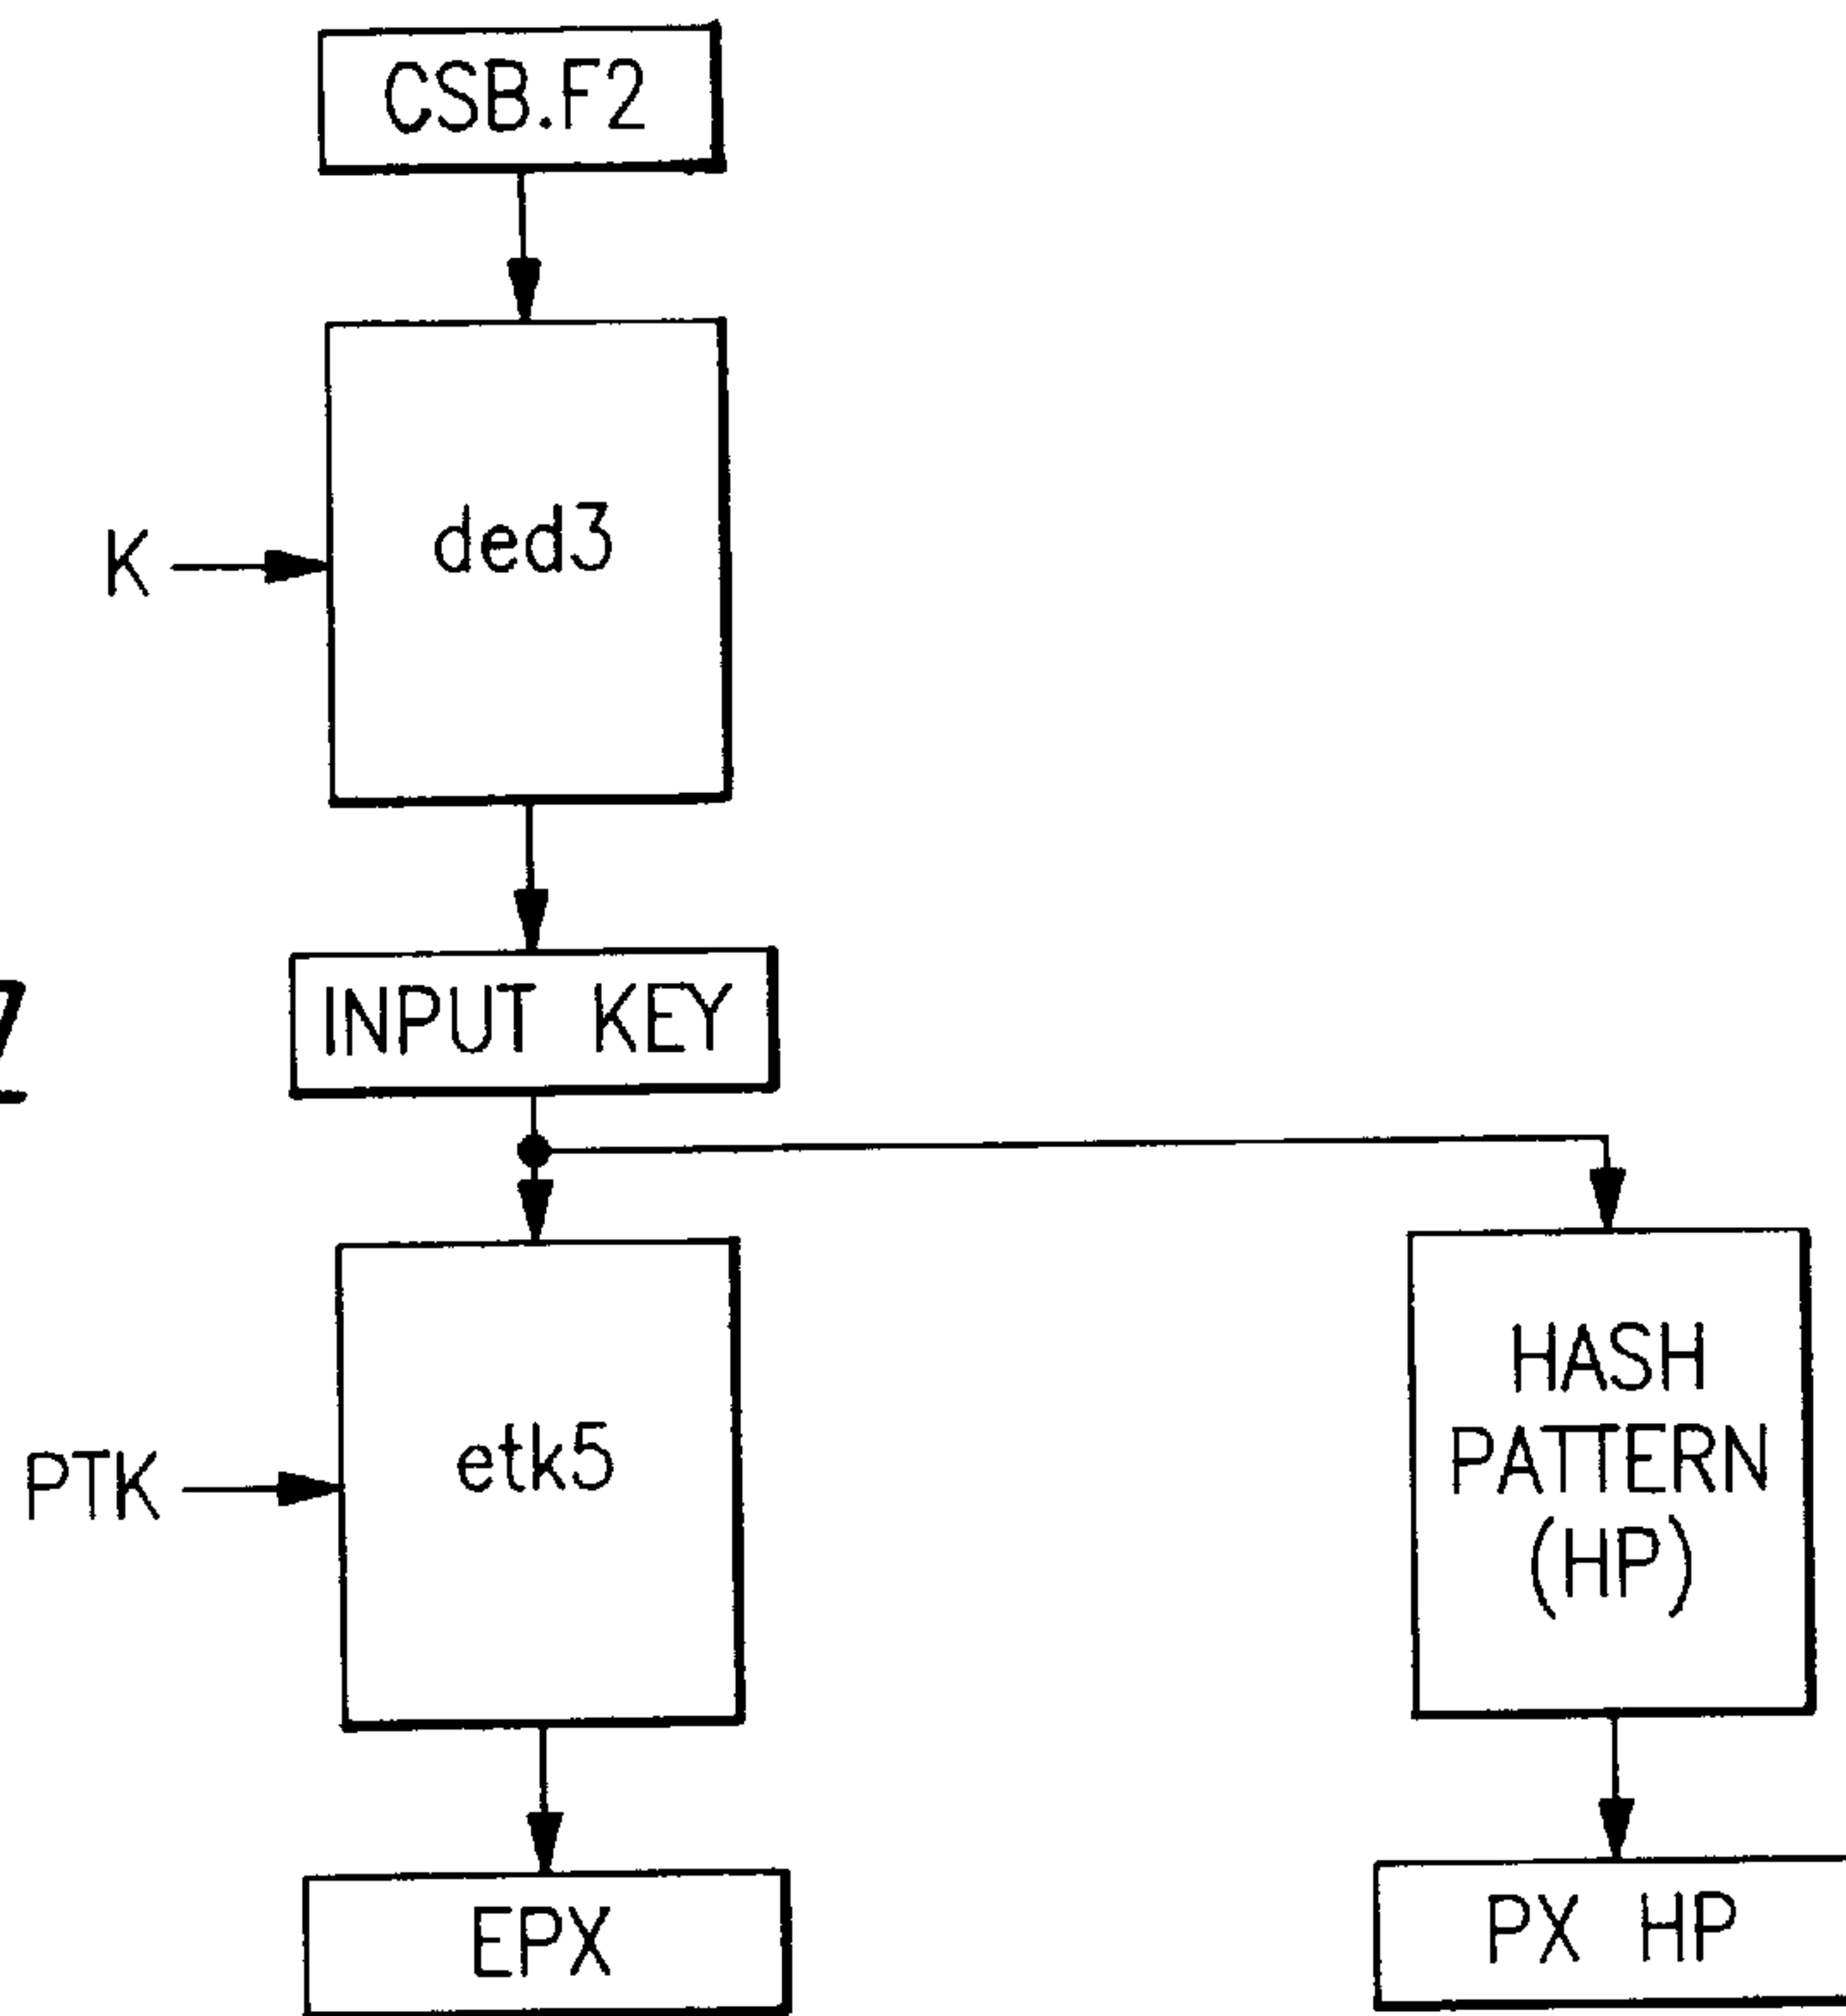 CSB.F2
K
ded3
INPUT KEY
PTK
etk5
HASH
PATTERN
(HP)
EPX
PX HP